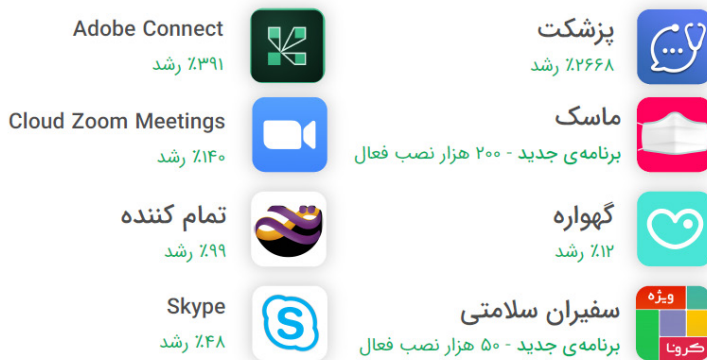 پزشکت
٪۲۶۶۸ رشد
ماسک
برنامه‌ی جدید - ۲۰۰ هزار نصب فعال
گهواره
٪۱۲ رشد
ویژه
کرونا
سفیران سلامتی
برنامه‌ی جدید - ۵۰ هزار نصب فعال
Adobe Connect
٪۳۹۱ رشد
Cloud Zoom Meetings
٪۱۴۰ رشد
تمام کننده
٪۹۹ رشد
Skype
٪۴۸ رشد
S